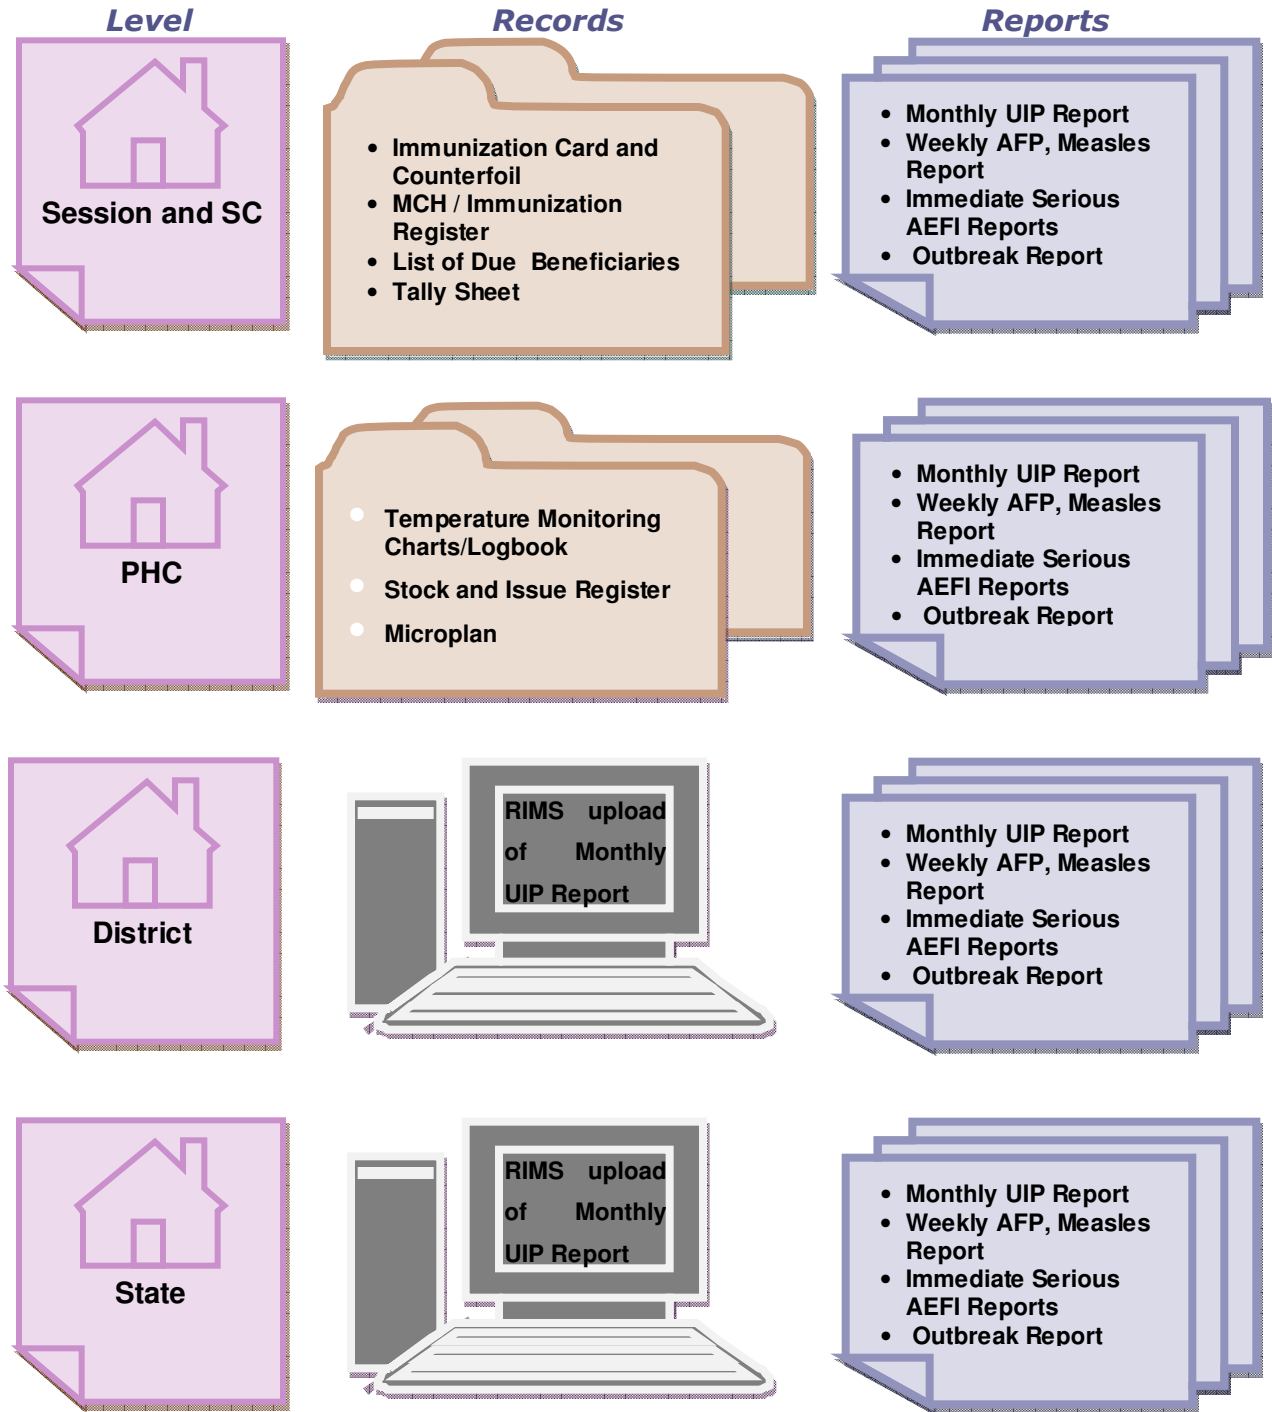 Level Records Reports
Session and SC
• Immunization Card and
Counterfoil
• MCH / Immunization
Register
• List of Due Beneficiaries
• Tally Sheet
• Monthly UIP Report
• Weekly AFP, Measles
Report
• Immediate Serious
AEFI Reports
• Outbreak Report
PHC
• Temperature Monitoring
Charts/Logbook
• Stock and Issue Register
• Microplan
• Monthly UIP Report
• Weekly AFP, Measles
Report
• Immediate Serious
AEFI Reports
• Outbreak Report
District
RIMS upload
of Monthly
UIP Report
• Monthly UIP Report
• Weekly AFP, Measles
Report
• Immediate Serious
AEFI Reports
• Outbreak Report
State
RIMS upload
of Monthly
UIP Report
• Monthly UIP Report
• Weekly AFP, Measles
Report
• Immediate Serious
AEFI Reports
• Outbreak Report